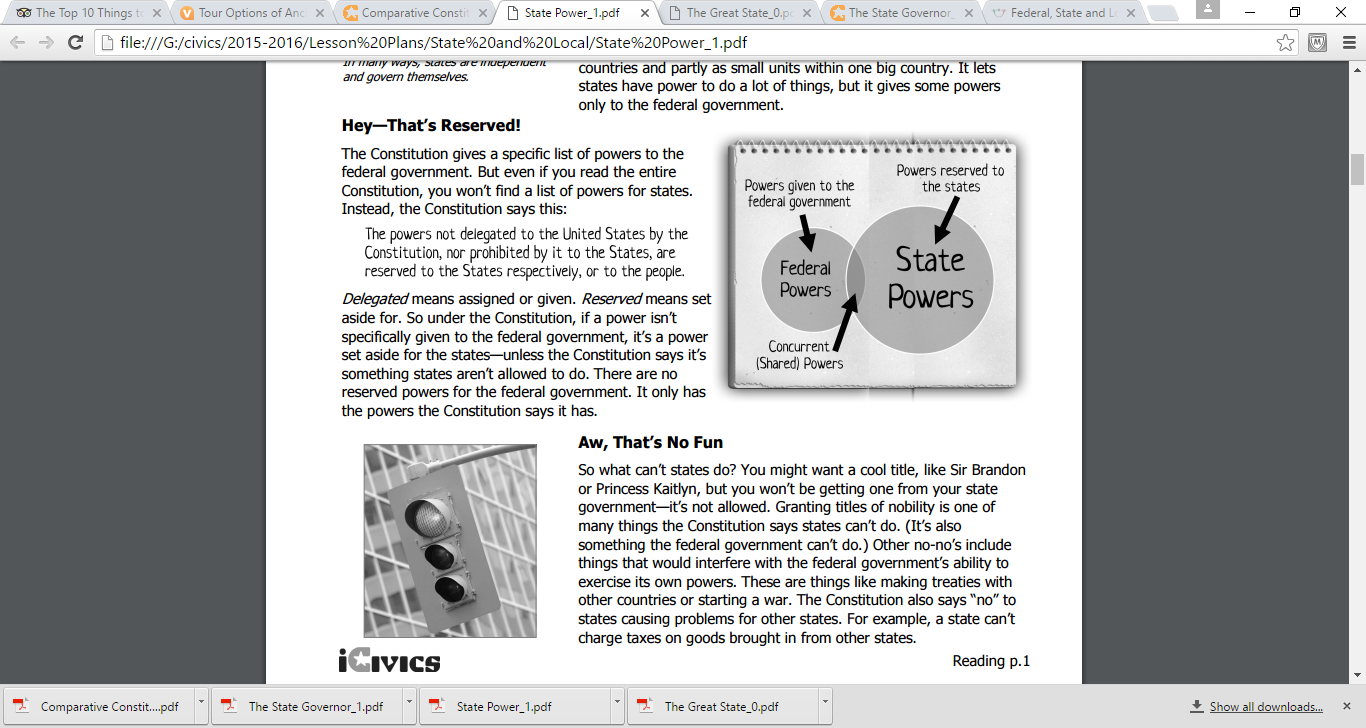 The Top 10 Things to
Tour Options of Anc
Comparative Constit
State Power_1.pdf
The Great State_0.pd
The State Governor_
Federal, State and Lo
file:///G:/civics/2015-2016/Lesson%20Plans/State%20and%20Local/State%20Power_1.pdf
In many ways, states are independent
and govern themselves.
countries and partly as small units within one big country. It lets
states have power to do a lot of things, but it gives some powers
only to the federal government.
Hey—That's Reserved!
The Constitution gives a specific list of powers to the
federal government. But even if you read the entire
Constitution, you won't find a list of powers for states.
Instead, the Constitution says this:
The powers not delegated to the United States by the
Constitution, nor prohibited by it to the States, are
reserved to the States respectively, or to the people.
Delegated means assigned or given. Reserved means set
aside for. So under the Constitution, if a power isn't
specifically given to the federal government, it's a power
set aside for the states—unless the Constitution says it's
something states aren't allowed to do. There are no
reserved powers for the federal government. It only has
the powers the Constitution says it has.
Powers given to the
federal government
Powers reserved to
the states
Federal
Powers
State
Powers
Concurrent
(Shared) Powers
Aw, That's No Fun
So what can't states do? You might want a cool title, like Sir Brandon
or Princess Kaitlyn, but you won't be getting one from your state
government—it's not allowed. Granting titles of nobility is one of
many things the Constitution says states can't do. (It's also
something the federal government can't do.) Other no-no's include
things that would interfere with the federal government's ability to
exercise its own powers. These are things like making treaties with
other countries or starting a war. The Constitution also says "no" to
states causing problems for other states. For example, a state can't
charge taxes on goods brought in from other states.
iCivics
Reading p.1
Comparative Constit....pdf
The State Governor_1.pdf
State Power_1.pdf
The Great State_0.pdf
Show all downloads...